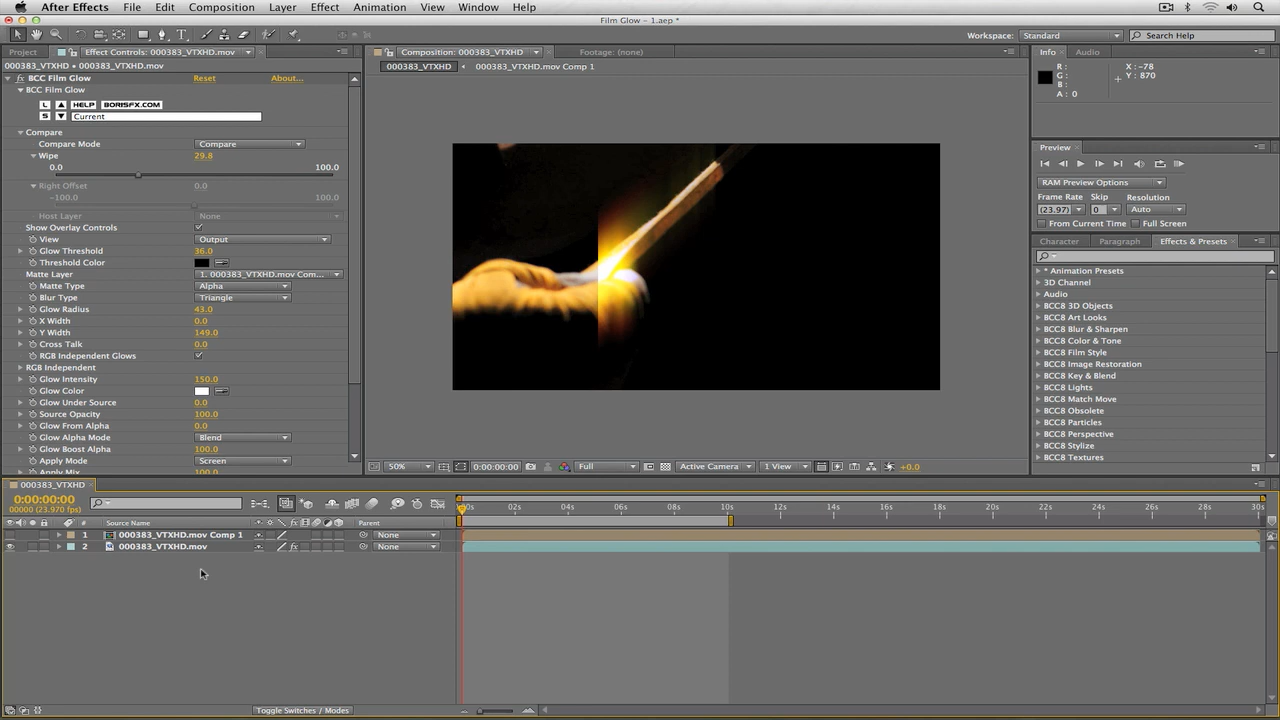 After Effects File Edit Composition Layer Effect Animation View Window Help
Film Glow - 1.aep *
Workspace: Standard Search Help
Project Effect Controls: 000383_VTXHD.mov Composition: 000383_VTXHD Footage: (none) Info Audio
000383_VTXHD • 000383_VTXHD.mov 000383_VTXHD 000383_VTXHD.mov Comp 1
R: G: B: A: 0 X: -78 Y: 870
fx BCC Film Glow Reset About...
BCC Film Glow
L HELP BORISFX.COM
S Current
Compare
Compare Mode Compare
Wipe 29.8
0.0 100.0
Right Offset 0.0
-100.0 100.0
Host Layer None
Show Overlay Controls
View Output
Glow Threshold 36.0
Threshold Color
Matte Layer 1. 000383_VTXHD.mov Com...
Matte Type Alpha
Blur Type Triangle
Glow Radius 43.0
X Width 0.0
Y Width 149.0
Cross Talk 0.0
RGB Independent Glows
RGB Independent
Glow Intensity 150.0
Glow Color
Glow Under Source 0.0
Source Opacity 100.0
Glow From Alpha 0.0
Glow Alpha Mode Blend
Glow Boost Alpha 100.0
Apply Mode Screen
Apply Mix 100.0
Preview
RAM Preview Options
Frame Rate Skip Resolution
(23.97) 0 Auto
From Current Time Full Screen
Character Paragraph Effects & Presets
* Animation Presets
3D Channel
Audio
BCC8 3D Objects
BCC8 Art Looks
BCC8 Blur & Sharpen
BCC8 Color & Tone
BCC8 Film Style
BCC8 Image Restoration
BCC8 Key & Blend
BCC8 Lights
BCC8 Match Move
BCC8 Obsolete
BCC8 Particles
BCC8 Perspective
BCC8 Stylize
BCC8 Textures
50% 0:00:00:00 Full Active Camera 1 View +0.0
000383_VTXHD
0:00:00:00
00000 (23.970 fps)
02s 04s 06s 08s 10s 12s 14s 16s 18s 20s 22s 24s 26s 28s 30s
# Source Name fx Parent
1 000383_VTXHD.mov Comp 1 None
2 000383_VTXHD.mov fx None
Toggle Switches / Modes